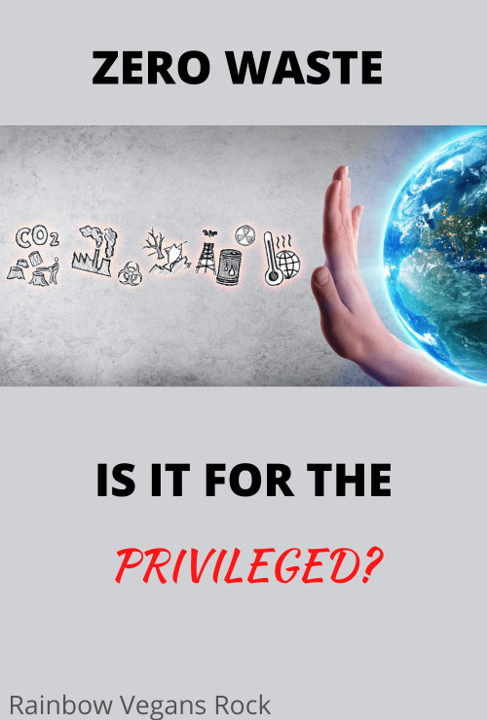 ZERO WASTE
CO2
IS IT FOR THE
PRIVILEGED?
Rainbow Vegans Rock